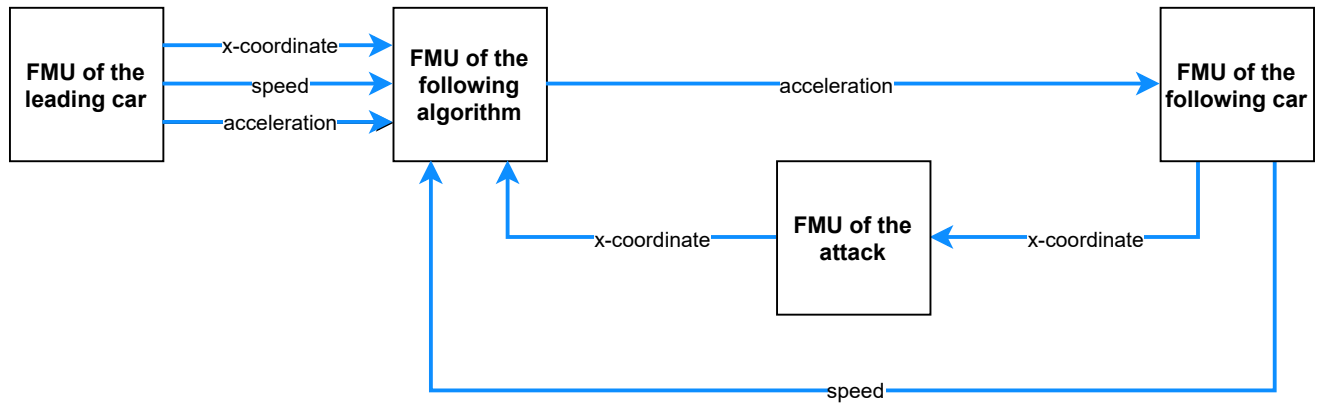 FMU of the
leading car
x-coordinate
speed
acceleration
FMU of the
following
algorithm
acceleration
FMU of the
following car
x-coordinate
FMU of the
attack
x-coordinate
speed